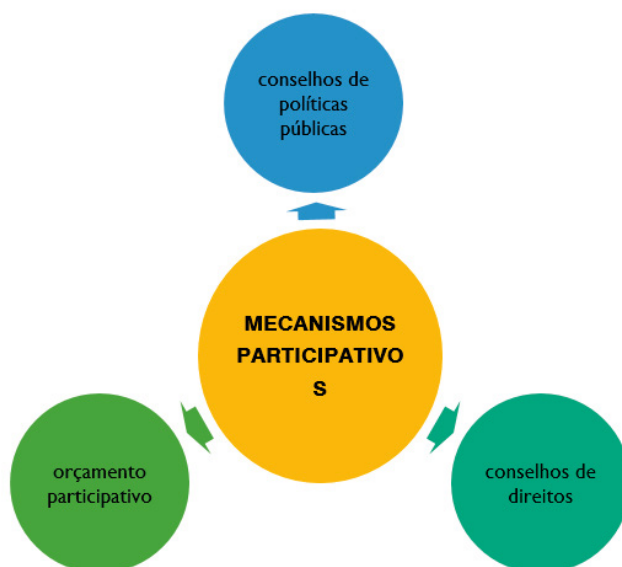 conselhos de
políticas
públicas
MECANISMOS
PARTICIPATIVO
S
orçamento
participativo
conselhos de
direitos